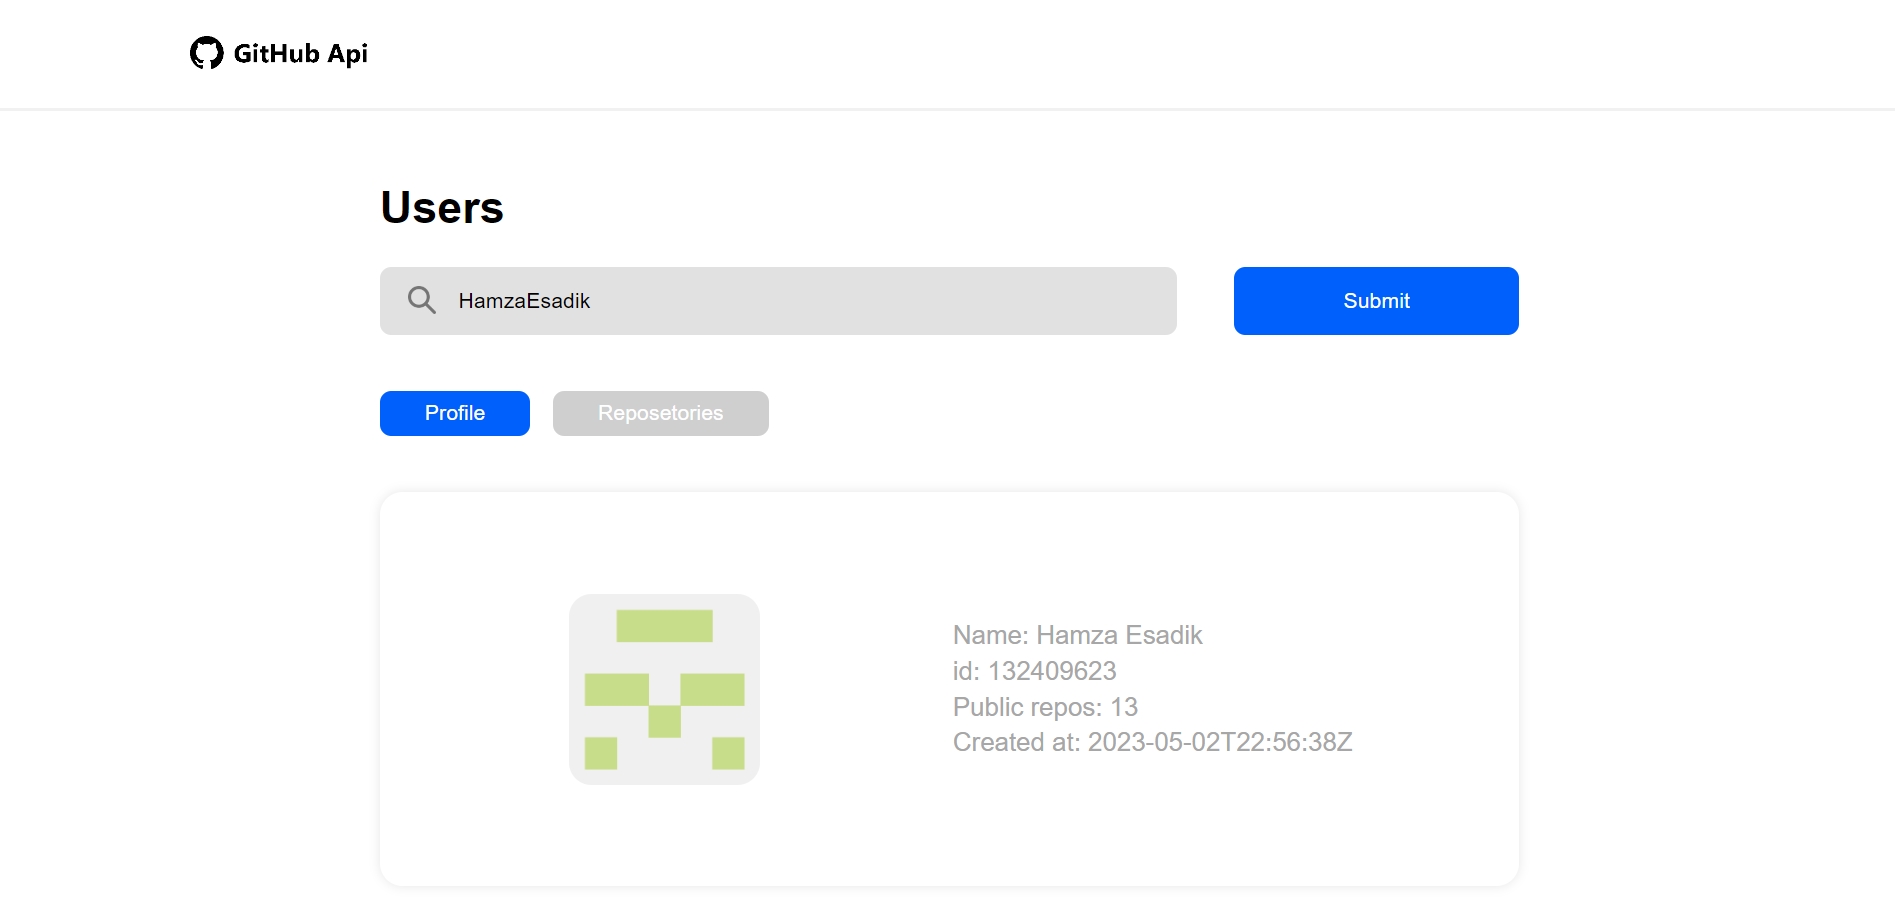 GitHub Api
Users
HamzaEsadik
Submit
Profile
Reposetories
Name: Hamza Esadik
id: 132409623
Public repos: 13
Created at: 2023-05-02T22:56:38Z